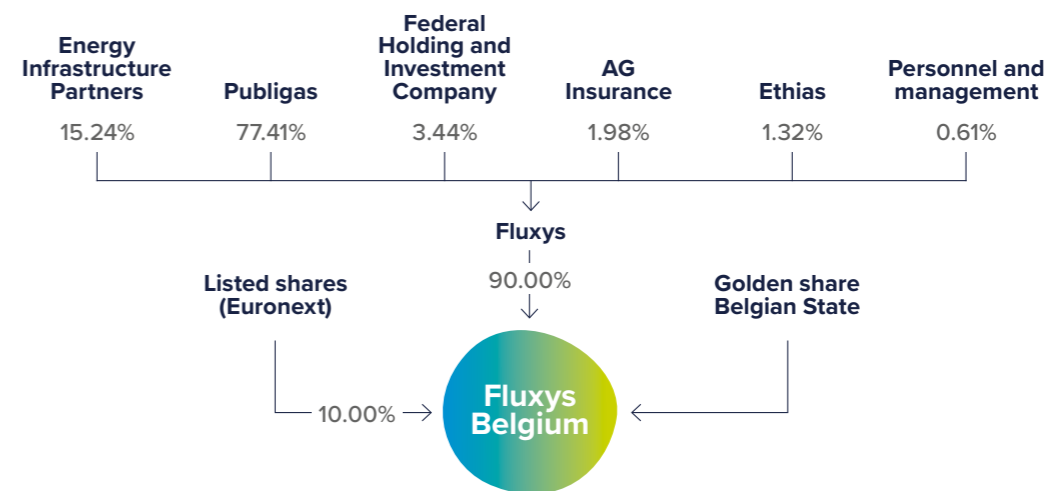 Energy
Infrastructure
Partners
15.24%
Publigas
77.41%
Federal
Holding and
Investment
Company
3.44%
AG
Insurance
1.98%
Ethias
1.32%
Personnel and
management
0.61%
Fluxys
90.00%
Listed shares
(Euronext)
10.00%
Golden share
Belgian State
Fluxys
Belgium